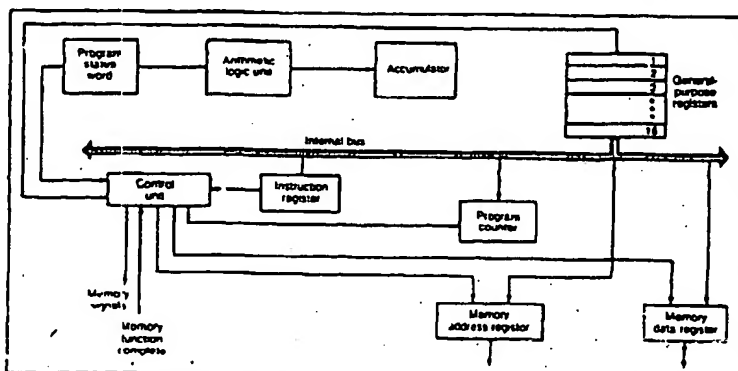 Program
status
word
Arithmetic
logic unit
Accumulator
1
2
3
16
General-
purpose
registers
Internal bus
Control
unit
Instruction
register
Program
counter
Memory
signals
Memory
function
complete
Memory
address register
Memory
data register